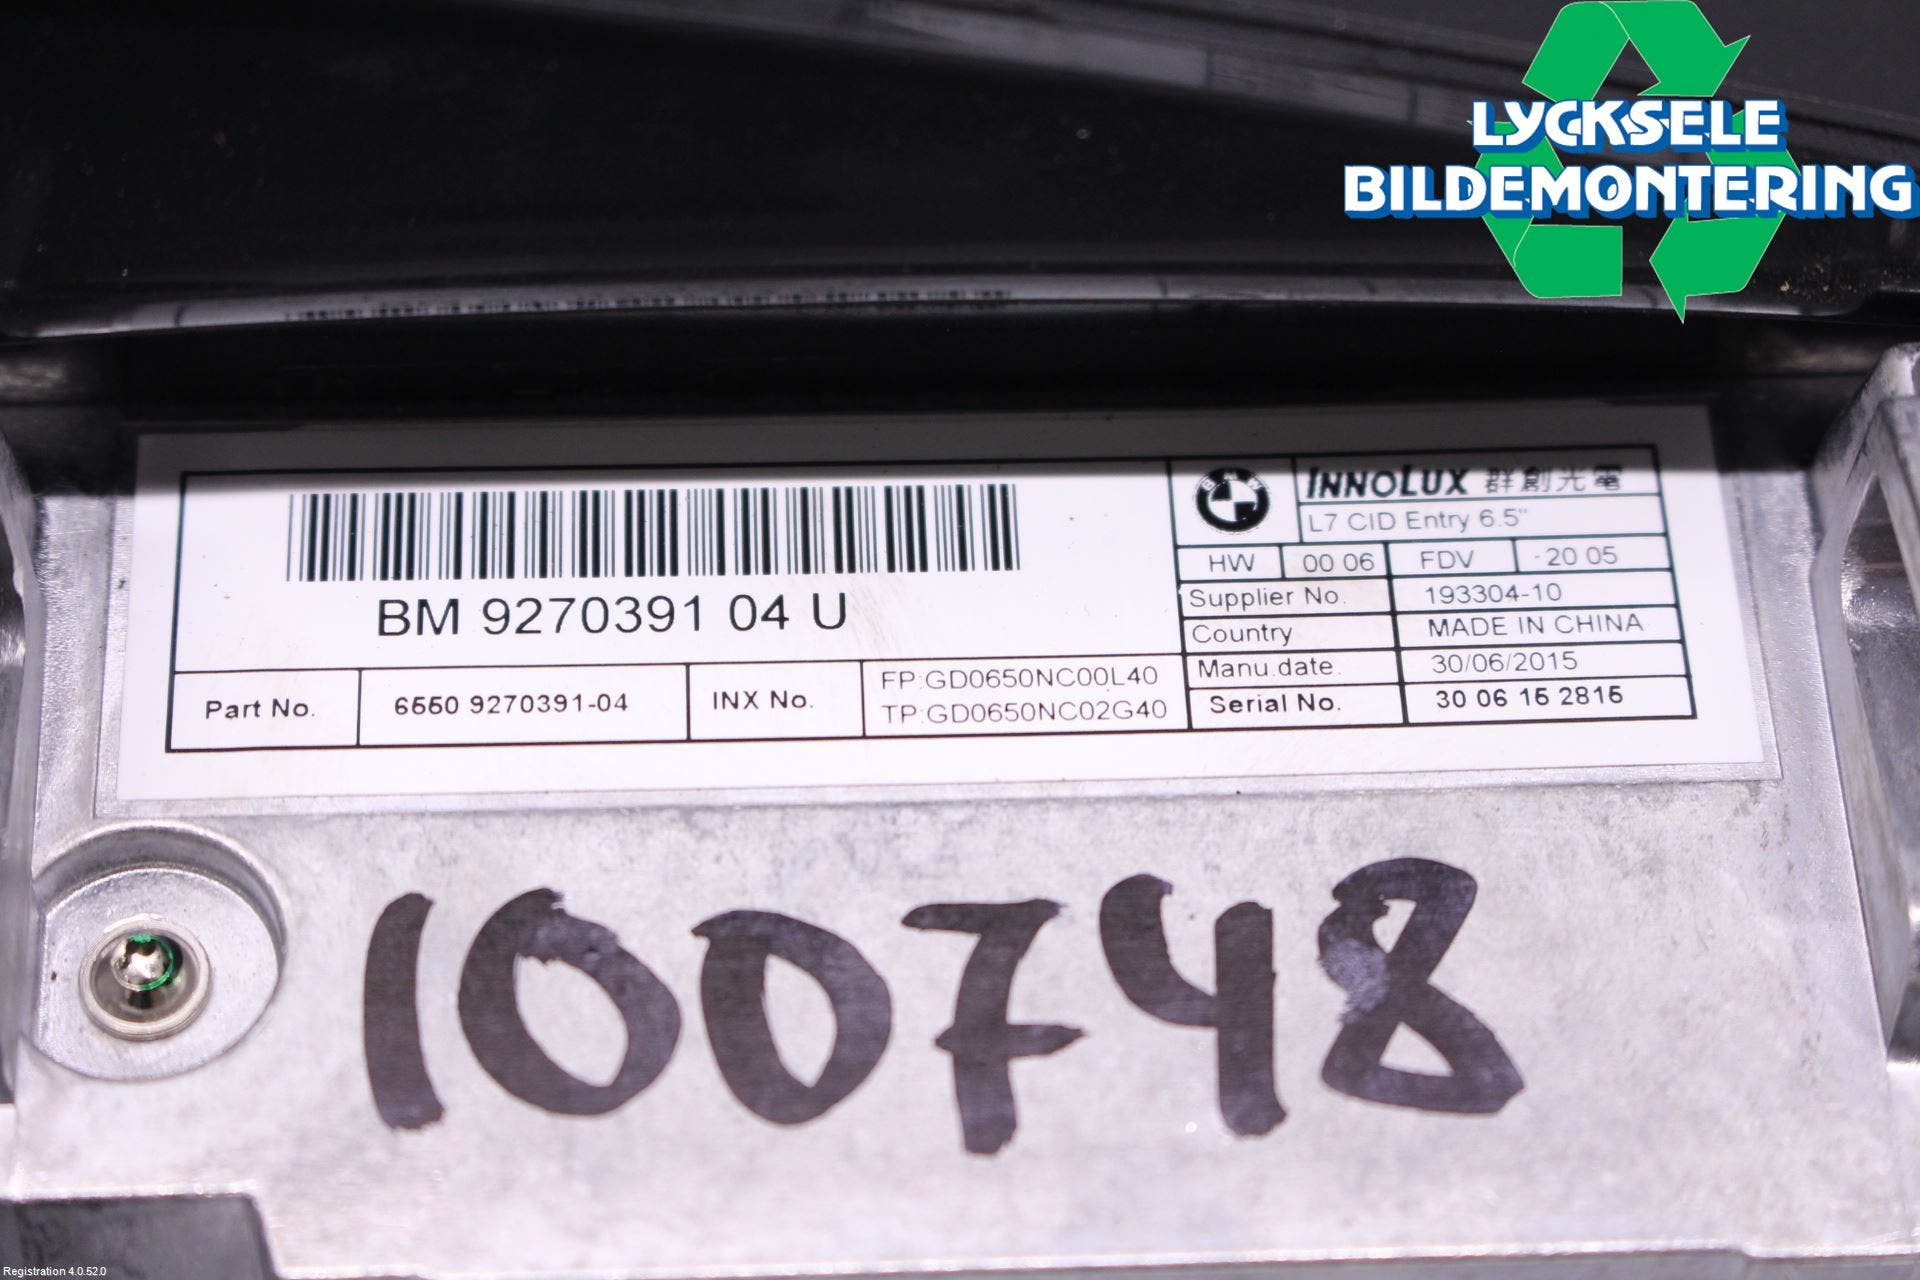 LYCKSELE
BILDEMONTERING
INNOLUX 群創光電
L7 CID Entry 6.5"
HW 00 06 FDV -20 05
BM 9270391 04 U
Supplier No. 193304-10
Country MADE IN CHINA
Manu.date. 30/06/2015
Part No. 6550 9270391-04 INX No. FP:GD0650NC00L40
TP:GD0650NC02G40
Serial No. 30 06 15 2815
100748
Registration 4.0.52.0